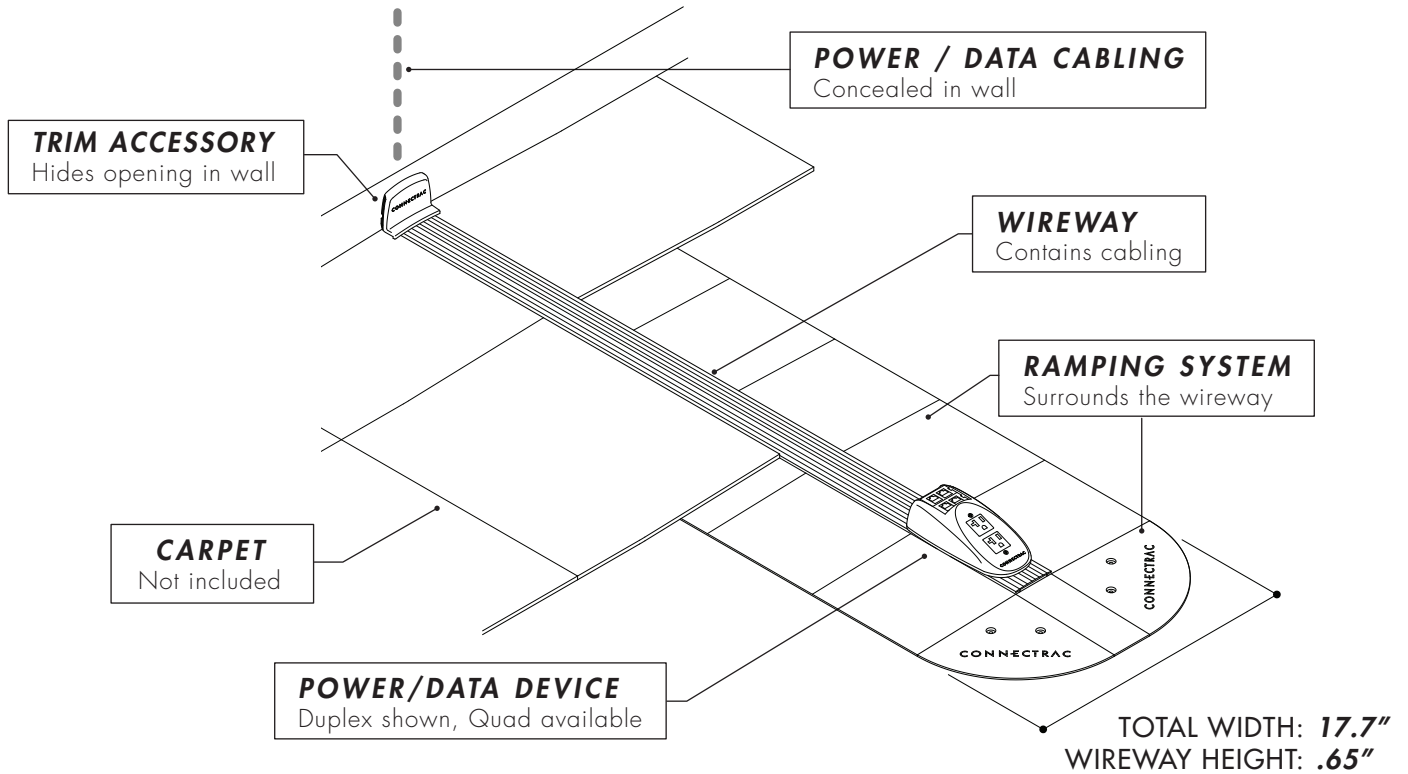 POWER / DATA CABLING
Concealed in wall
TRIM ACCESSORY
Hides opening in wall
CONNECTRAC
WIREWAY
Contains cabling
RAMPING SYSTEM
Surrounds the wireway
CARPET
Not included
CONNECTRAC
CONNECTRAC
CONNECTRAC
POWER/DATA DEVICE
Duplex shown, Quad available
TOTAL WIDTH: 17.7"
WIREWAY HEIGHT: .65"